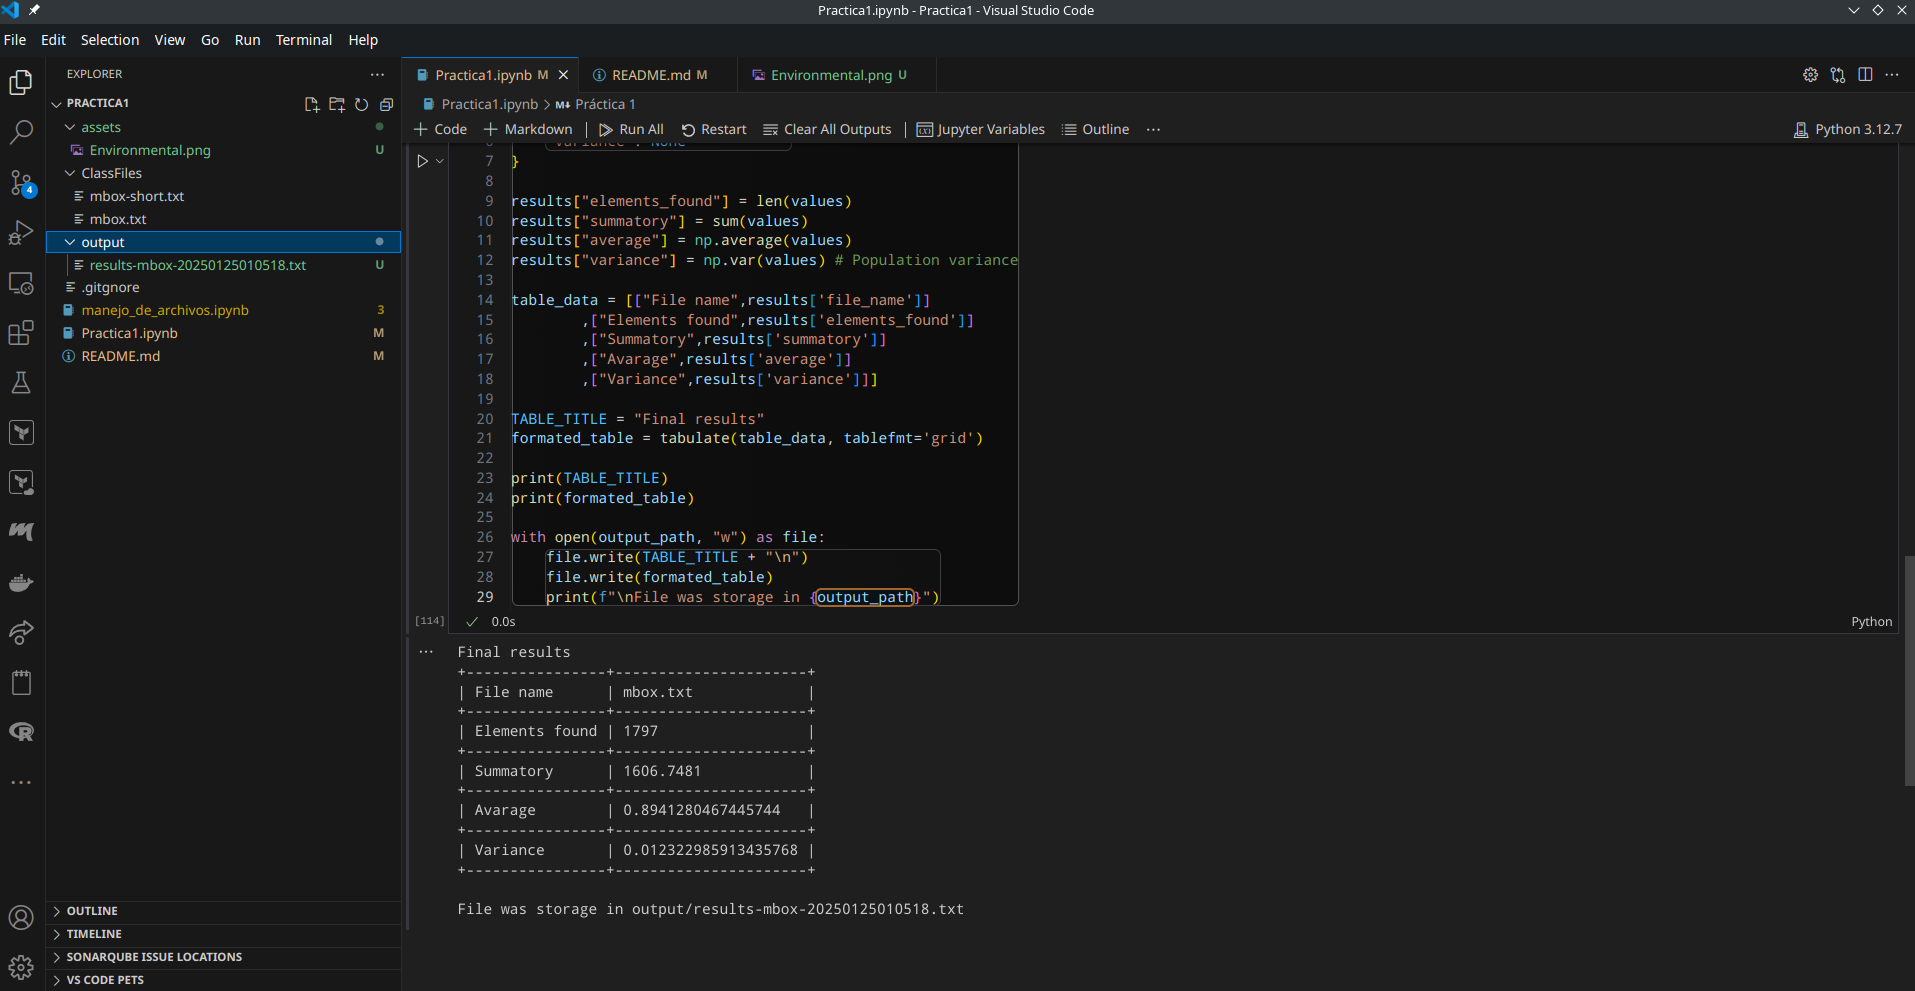 Practica1.ipynb - Practica1 - Visual Studio Code
File Edit Selection View Go Run Terminal Help
EXPLORER
PRACTICA1
assets
Environmental.png U
ClassFiles
mbox-short.txt
mbox.txt
output
results-mbox-20250125010518.txt U
.gitgnore
manejo_de_archivos.ipynb 3
Practica1.ipynb M
README.md M
OUTLINE
TIMELINE
SONARQUBE ISSUE LOCATIONS
VS CODE PETS
4
Practica1.ipynb M README.md M Environmental.png U
Practica1.ipynb > M↓ Práctica 1
Code Markdown Run All Restart Clear All Outputs Jupyter Variables Outline Python 3.12.7
6 "variance": None
7 }
8
9 results["elements_found"] = len(values)
10 results["summatory"] = sum(values)
11 results["average"] = np.average(values)
12 results["variance"] = np.var(values) # Population variance
13
14 table_data = [["File name",results['file_name']]
15 ,["Elements found",results['elements_found']]
16 ,["Summatory",results['summatory']]
17 ,["Avarage",results['average']]
18 ,["Variance",results['variance']]]
19
20 TABLE_TITLE = "Final results"
21 formated_table = tabulate(table_data, tablefmt='grid')
22
23 print(TABLE_TITLE)
24 print(formated_table)
25
26 with open(output_path, "w") as file:
27 file.write(TABLE_TITLE + "\n")
28 file.write(formated_table)
29 print(f"\nFile was storage in {output_path}")
[114] 0.0s Python
Final results
+----------------+----------------------+
| File name | mbox.txt |
+----------------+----------------------+
| Elements found | 1797 |
+----------------+----------------------+
| Summatory | 1606.7481 |
+----------------+----------------------+
| Avarage | 0.8941280467445744 |
+----------------+----------------------+
| Variance | 0.012322985913435768 |
+----------------+----------------------+
File was storage in output/results-mbox-20250125010518.txt